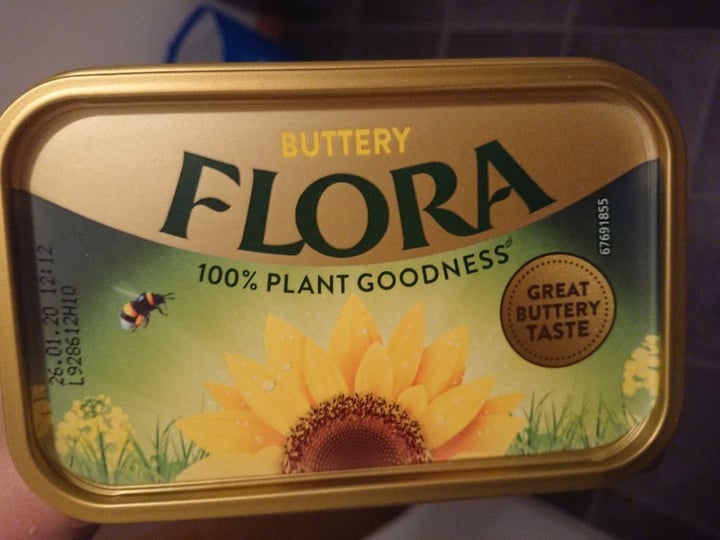 BUTTERY
FLORA
100% PLANT GOODNESS
GREAT
BUTTERY
TASTE
67691855
26.01.20 12:12
L928612H10